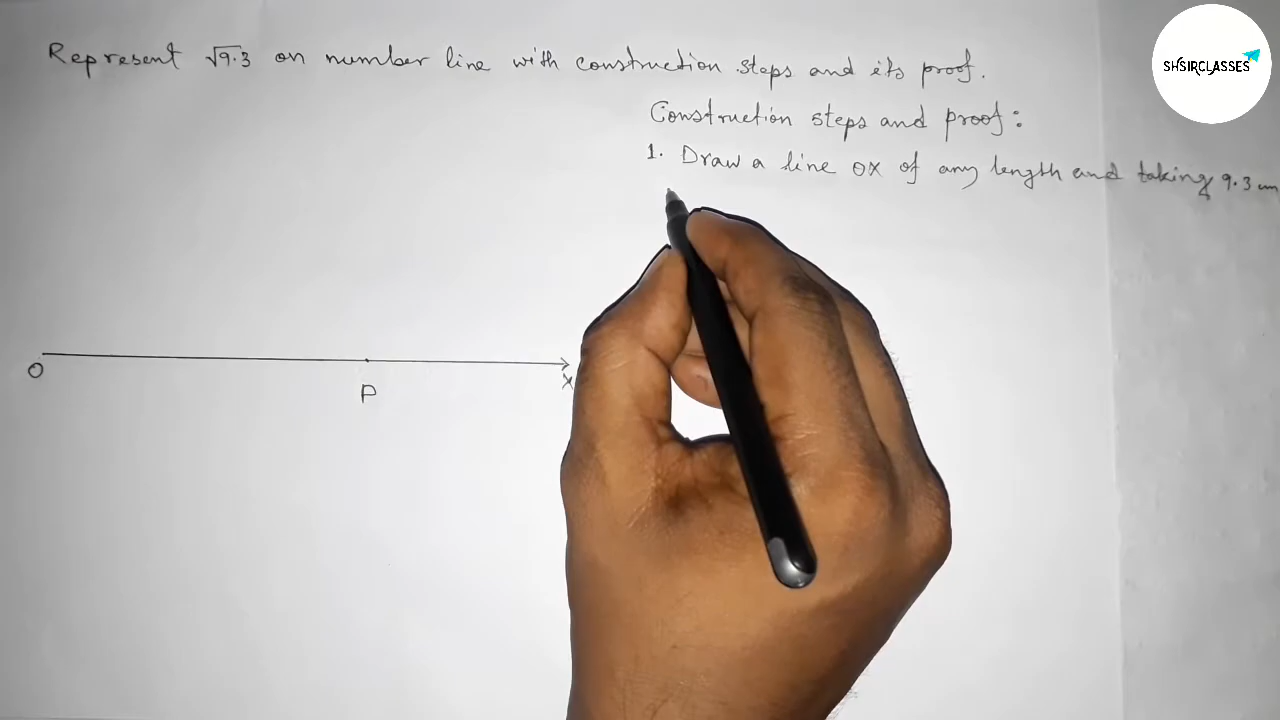 Represent √9.3 on number line with construction steps and its proof.
Construction steps and proof:
1. Draw a line OX of any length and taking 9.3 cm
O
P
X
SHSIRCLASSES